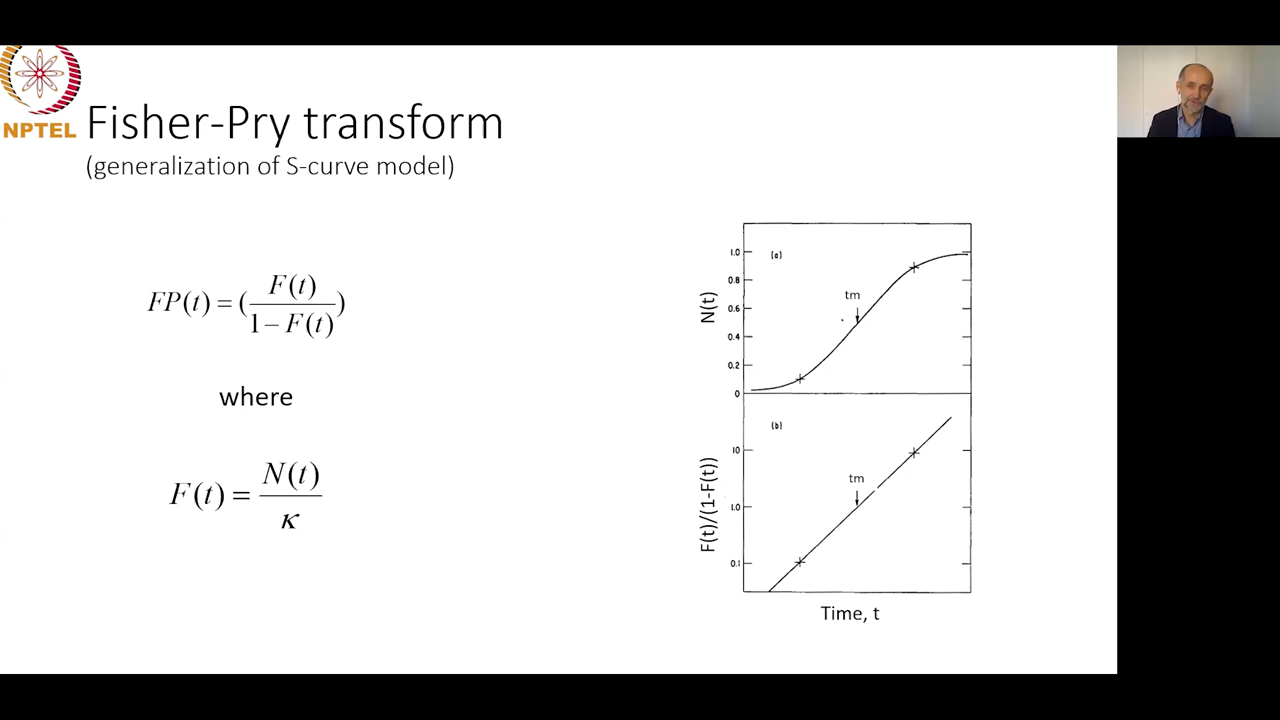 NPTEL
Fisher-Pry transform
(generalization of S-curve model)
FP(t) = (F(t)/(1 – F(t)))
where
F(t) = N(t)/κ
N(t)
1.0
0.8
0.6
0.4
0.2
0
(a)
tm
F(t)/(1-F(t))
10
1.0
0.1
(b)
tm
Time, t